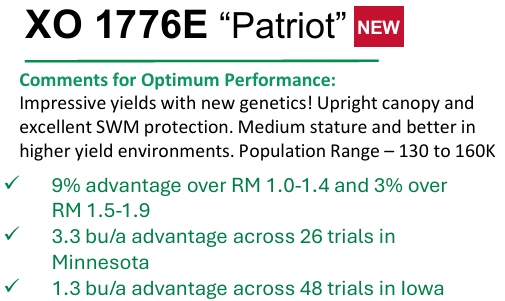 XO 1776E “Patriot” NEW
Comments for Optimum Performance:
Impressive yields with new genetics! Upright canopy and
excellent SWM protection. Medium stature and better in
higher yield environments. Population Range – 130 to 160K
✓ 9% advantage over RM 1.0-1.4 and 3% over
RM 1.5-1.9
✓ 3.3 bu/a advantage across 26 trials in
Minnesota
✓ 1.3 bu/a advantage across 48 trials in Iowa